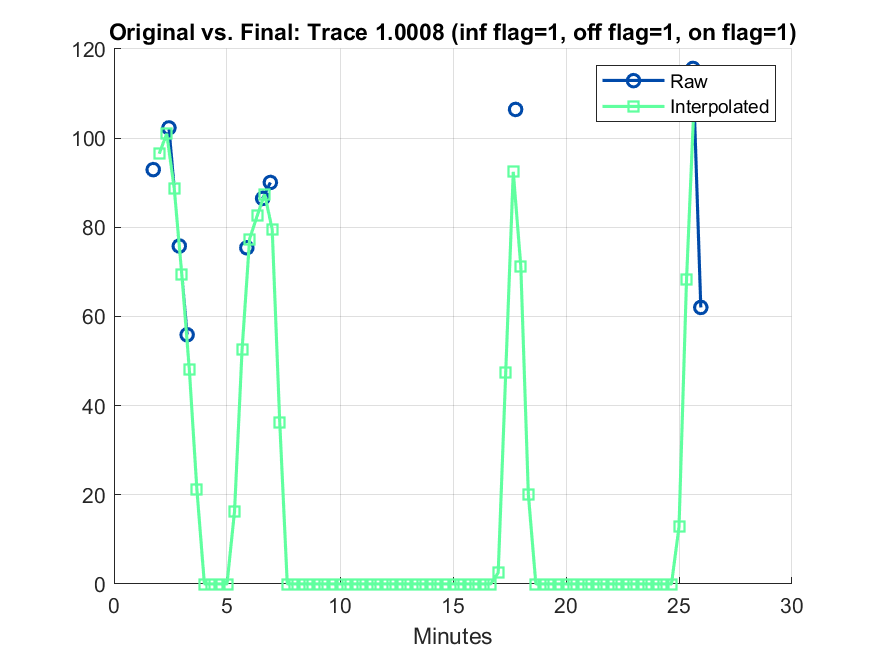 Original vs. Final: Trace 1.0008 (inf flag=1, off flag=1, on flag=1)
120
100
80
60
40
20
0
Raw
Interpolated
0 5 10 15 20 25 30
Minutes